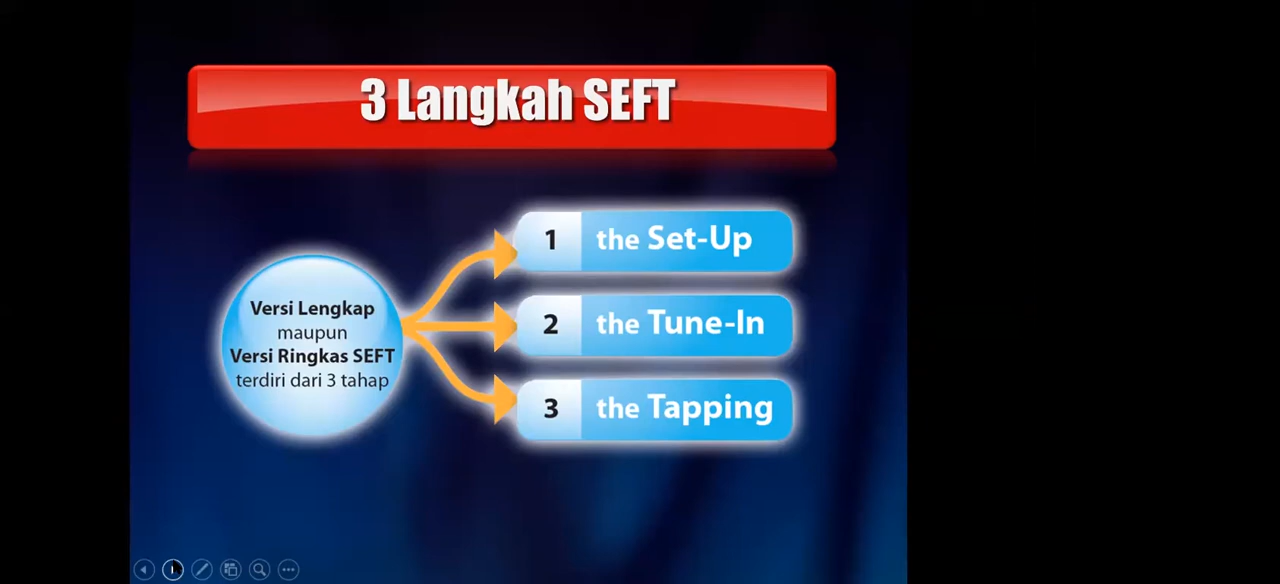 3 Langkah SEFT
Versi Lengkap
maupun
Versi Ringkas SEFT
terdiri dari 3 tahap
1 the Set-Up
2 the Tune-In
3 the Tapping